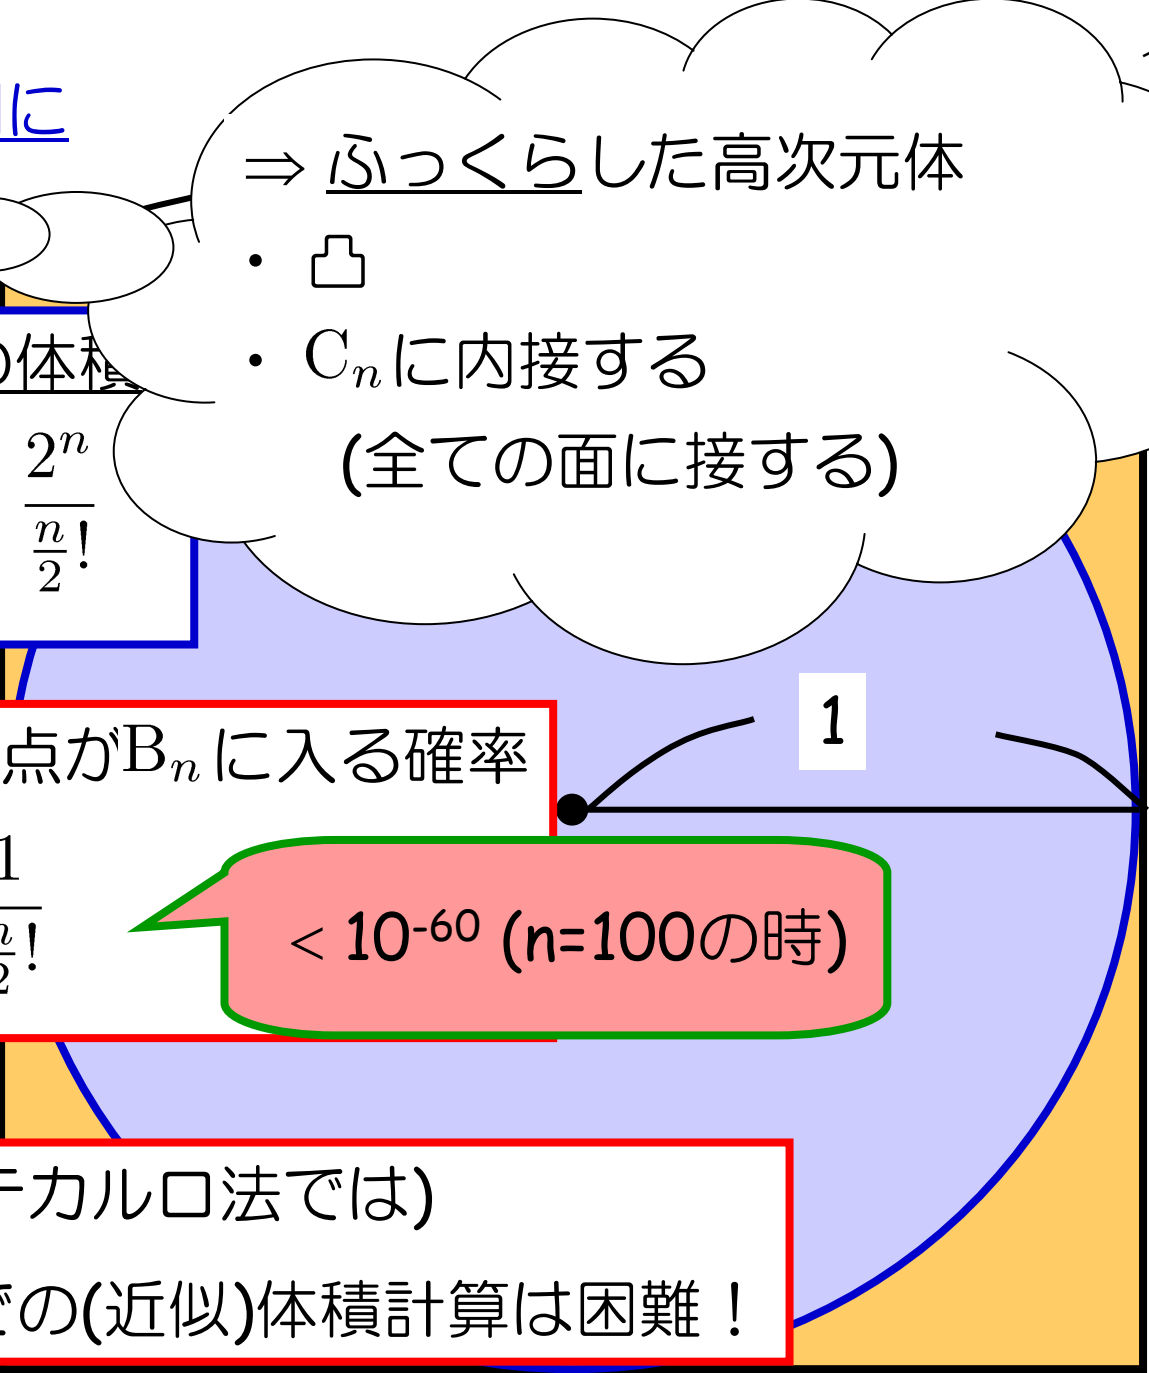 に
⇒ ふっくらした高次元体
・ 凸
・ Cₙに内接する
(全ての面に接する)
の体積
2ⁿ
n/2!
1
点がBₙに入る確率
1
n/2!
< 10⁻⁶⁰ (n=100の時)
テカルロ法では)
での(近似)体積計算は困難！